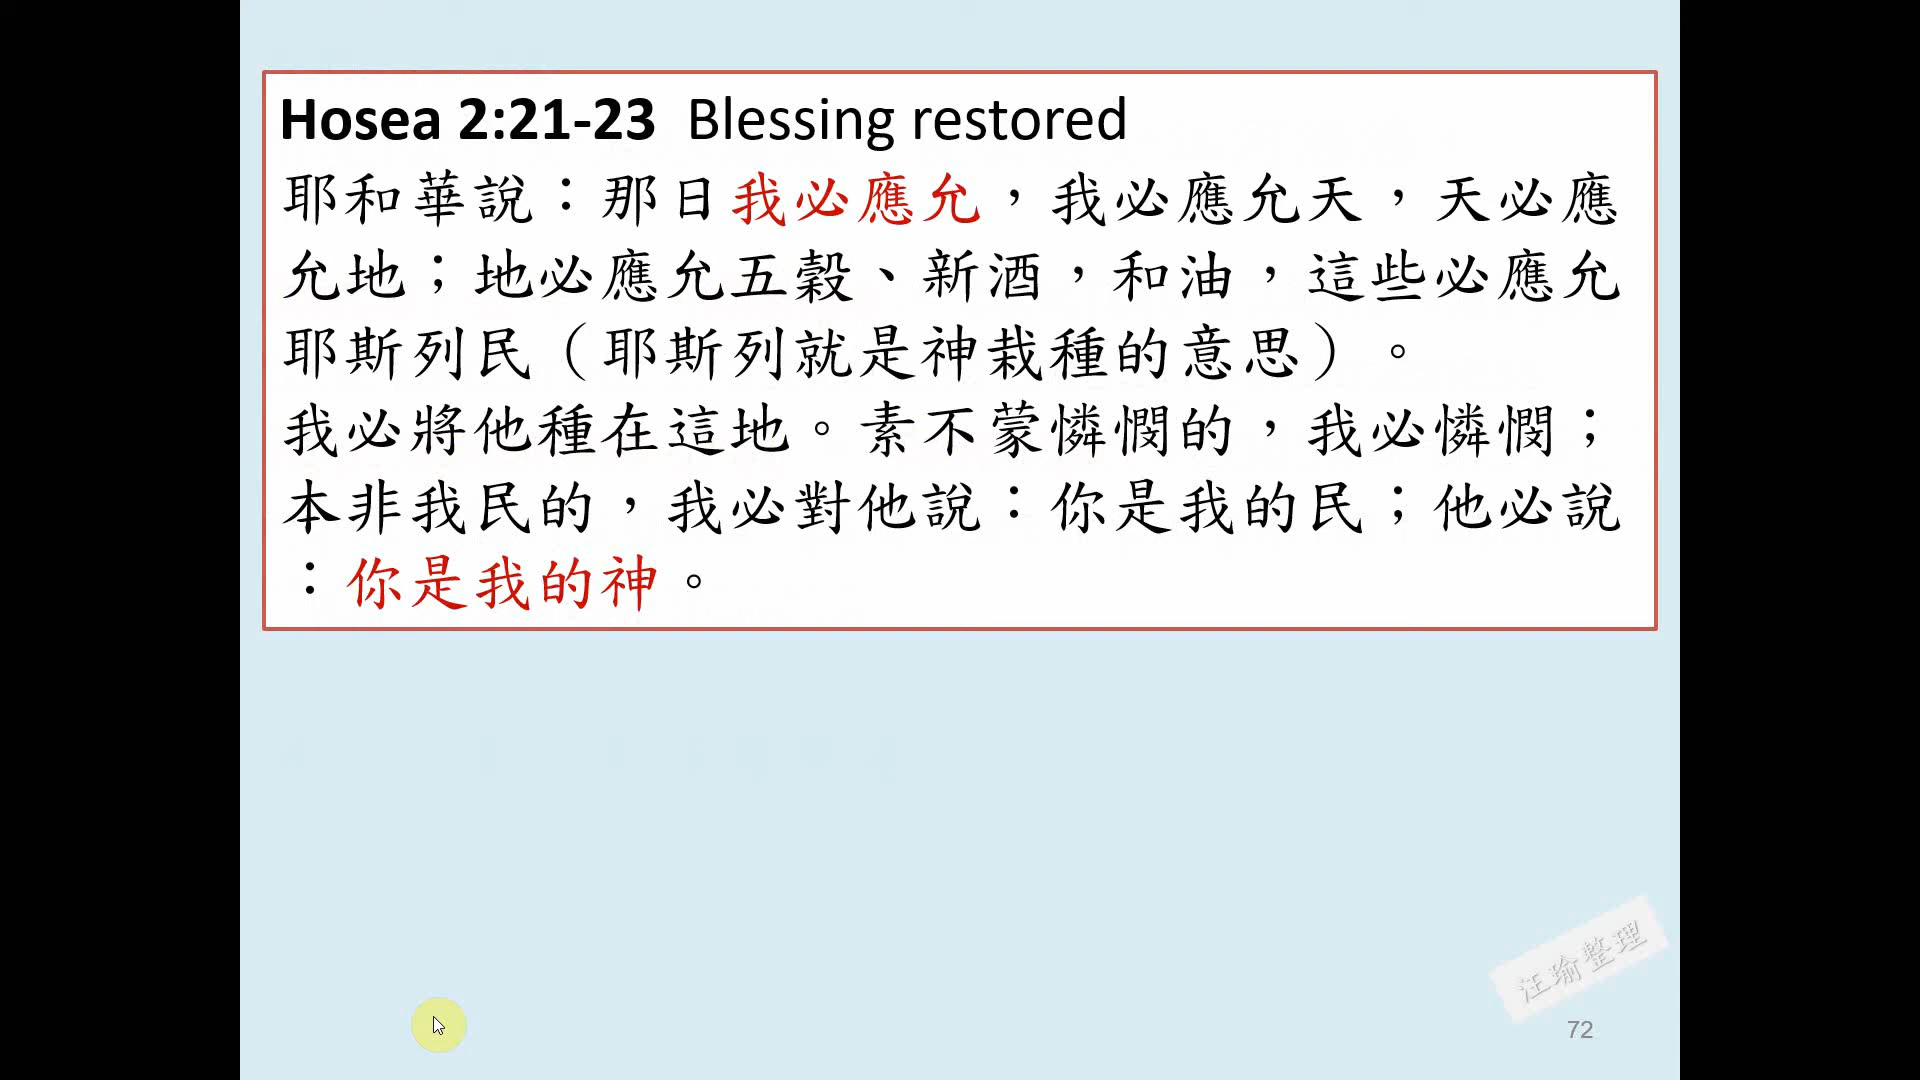 Hosea 2:21-23 Blessing restored
耶和華說：那日我必應允，我必應允天，天必應
允地；地必應允五穀、新酒，和油，這些必應允
耶斯列民（耶斯列就是神栽種的意思）。
我必將他種在這地。素不蒙憐憫的，我必憐憫；
本非我民的，我必對他說：你是我的民；他必說
：你是我的神。
汪瑜整理
72